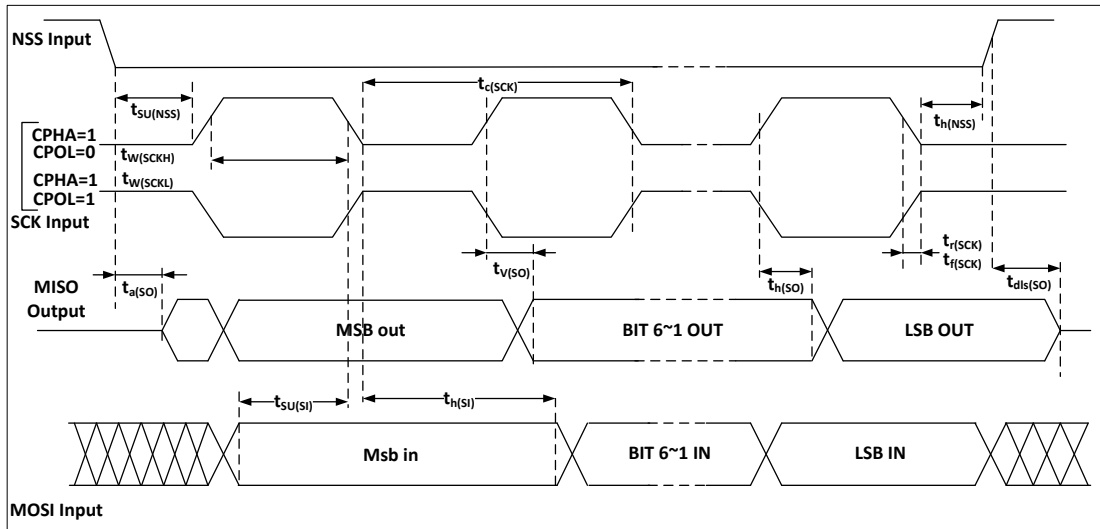 NSS Input
tc(SCK)
tSU(NSS)
th(NSS)
CPHA=1
CPOL=0
tW(SCKH)
CPHA=1
tW(SCKL)
CPOL=1
SCK Input
tr(SCK)
tf(SCK)
tV(SO)
ta(SO)
th(SO)
tdls(SO)
MISO
Output
MSB out
BIT 6~1 OUT
LSB OUT
tSU(SI)
th(SI)
Msb in
BIT 6~1 IN
LSB IN
MOSI Input